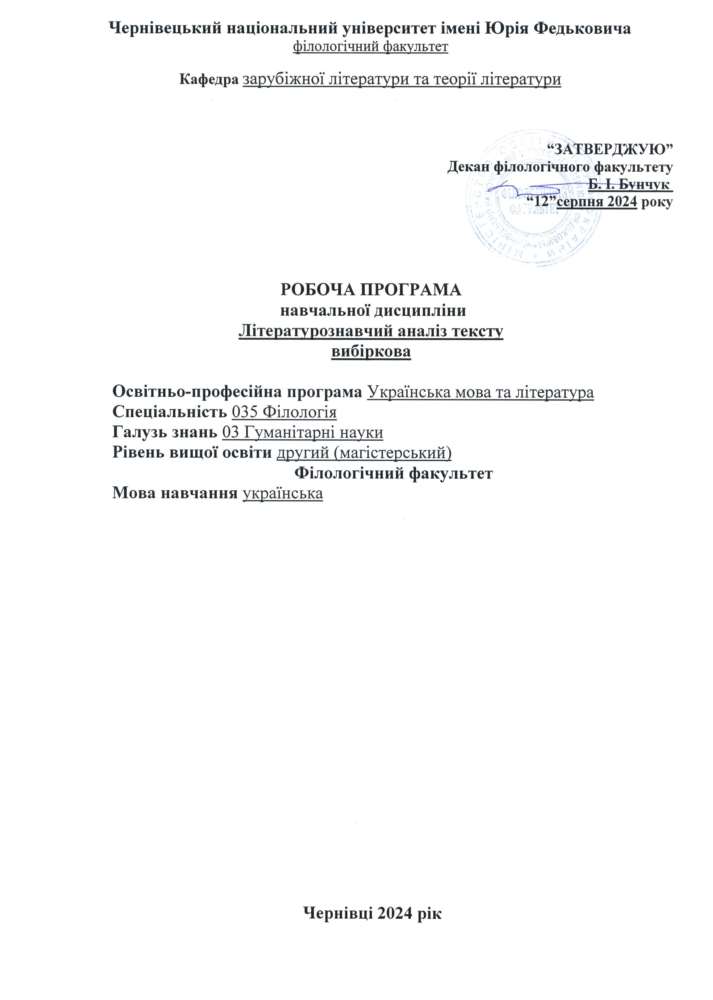 Чернівецький національний університет імені Юрія Федьковича
філологічний факультет
Кафедра зарубіжної літератури та теорії літератури
“ЗАТВЕРДЖУЮ”
Декан філологічного факультету
Б. І. Бунчук
“12”серпня 2024 року
РОБОЧА ПРОГРАМА
навчальної дисципліни
Літературознавчий аналіз тексту
вибіркова
Освітньо-професійна програма Українська мова та література
Спеціальність 035 Філологія
Галузь знань 03 Гуманітарні науки
Рівень вищої освіти другий (магістерський)
Філологічний факультет
Мова навчання українська
Чернівці 2024 рік